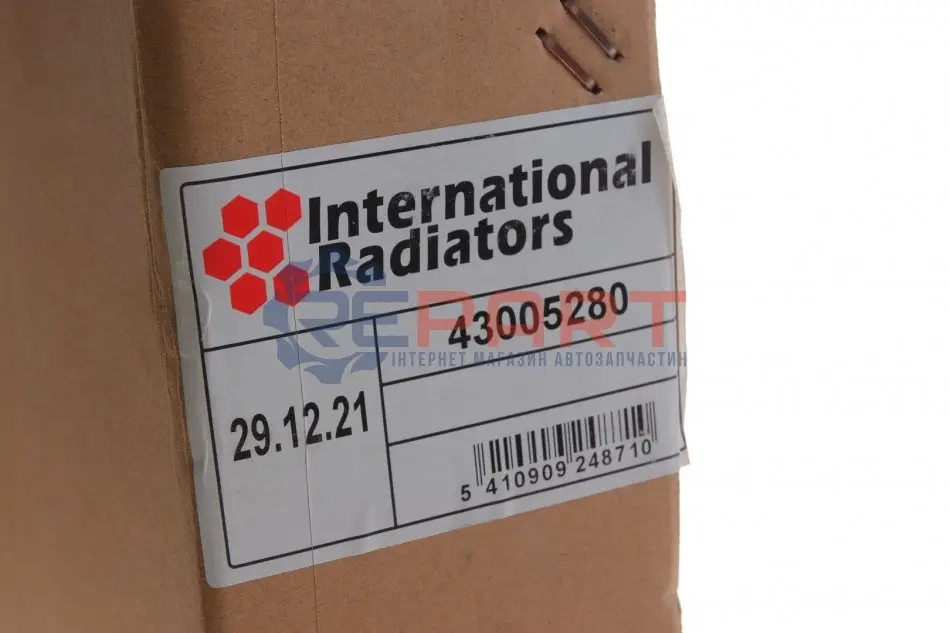 International
Radiators
REPART
ІНТЕРНЕТ МАГАЗИН АВТОЗАПЧАСТИН
43005280
29.12.21
5 410909 248710